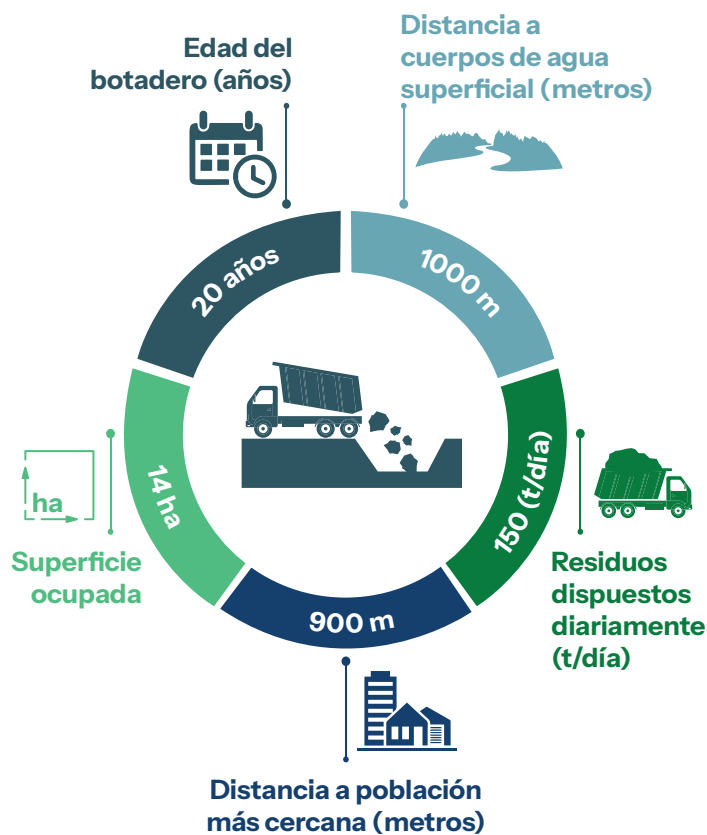 Edad del
botadero (años)
Distancia a
cuerpos de agua
superficial (metros)
20 años
1000 m
14 ha
150 (t/día)
900 m
ha
Superficie
ocupada
Residuos
dispuestos
diariamente
(t/día)
Distancia a población
más cercana (metros)